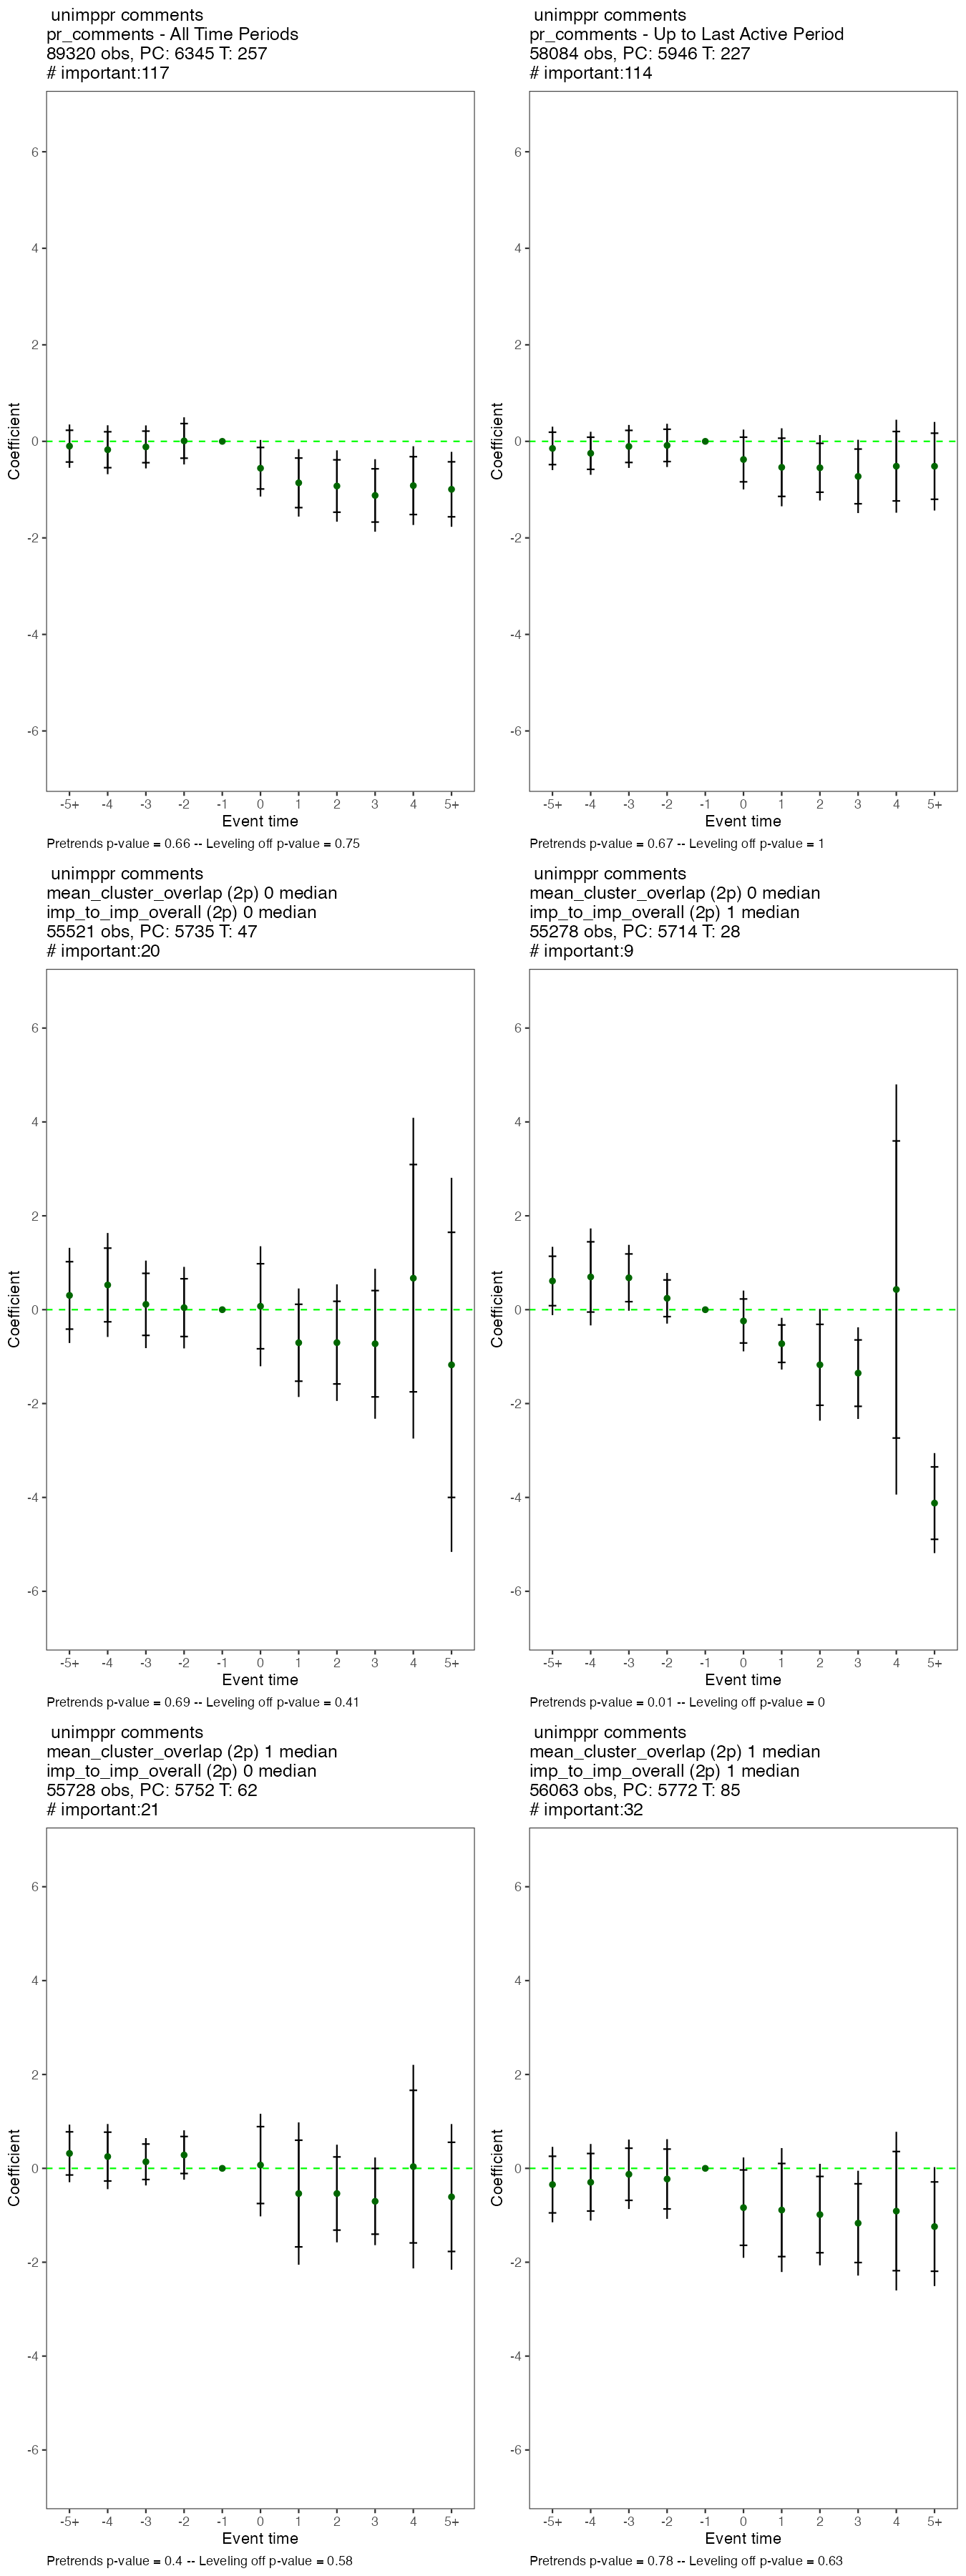 unimppr comments
pr_comments - All Time Periods
89320 obs, PC: 6345 T: 257
# important:117
6
4
2
0
-2
-4
-6
Coefficient
-5+ -4 -3 -2 -1 0 1 2 3 4 5+
Event time
Pretrends p-value = 0.66 -- Leveling off p-value = 0.75
unimppr comments
pr_comments - Up to Last Active Period
58084 obs, PC: 5946 T: 227
# important:114
6
4
2
0
-2
-4
-6
Coefficient
-5+ -4 -3 -2 -1 0 1 2 3 4 5+
Event time
Pretrends p-value = 0.67 -- Leveling off p-value = 1
unimppr comments
mean_cluster_overlap (2p) 0 median
imp_to_imp_overall (2p) 0 median
55521 obs, PC: 5735 T: 47
# important:20
6
4
2
0
-2
-4
-6
Coefficient
-5+ -4 -3 -2 -1 0 1 2 3 4 5+
Event time
Pretrends p-value = 0.69 -- Leveling off p-value = 0.41
unimppr comments
mean_cluster_overlap (2p) 0 median
imp_to_imp_overall (2p) 1 median
55278 obs, PC: 5714 T: 28
# important:9
6
4
2
0
-2
-4
-6
Coefficient
-5+ -4 -3 -2 -1 0 1 2 3 4 5+
Event time
Pretrends p-value = 0.01 -- Leveling off p-value = 0
unimppr comments
mean_cluster_overlap (2p) 1 median
imp_to_imp_overall (2p) 0 median
55728 obs, PC: 5752 T: 62
# important:21
6
4
2
0
-2
-4
-6
Coefficient
-5+ -4 -3 -2 -1 0 1 2 3 4 5+
Event time
Pretrends p-value = 0.4 -- Leveling off p-value = 0.58
unimppr comments
mean_cluster_overlap (2p) 1 median
imp_to_imp_overall (2p) 1 median
56063 obs, PC: 5772 T: 85
# important:32
6
4
2
0
-2
-4
-6
Coefficient
-5+ -4 -3 -2 -1 0 1 2 3 4 5+
Event time
Pretrends p-value = 0.78 -- Leveling off p-value = 0.63